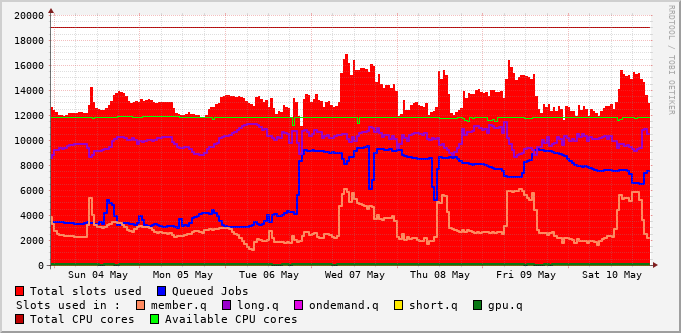 RRDTOOL / TOBI OETIKER
20000
18000
16000
14000
12000
10000
8000
6000
4000
2000
0
Sun 04 May Mon 05 May Tue 06 May Wed 07 May Thu 08 May Fri 09 May Sat 10 May
Total slots used Queued Jobs
Slots used in : member.q long.q ondemand.q short.q gpu.q
Total CPU cores Available CPU cores